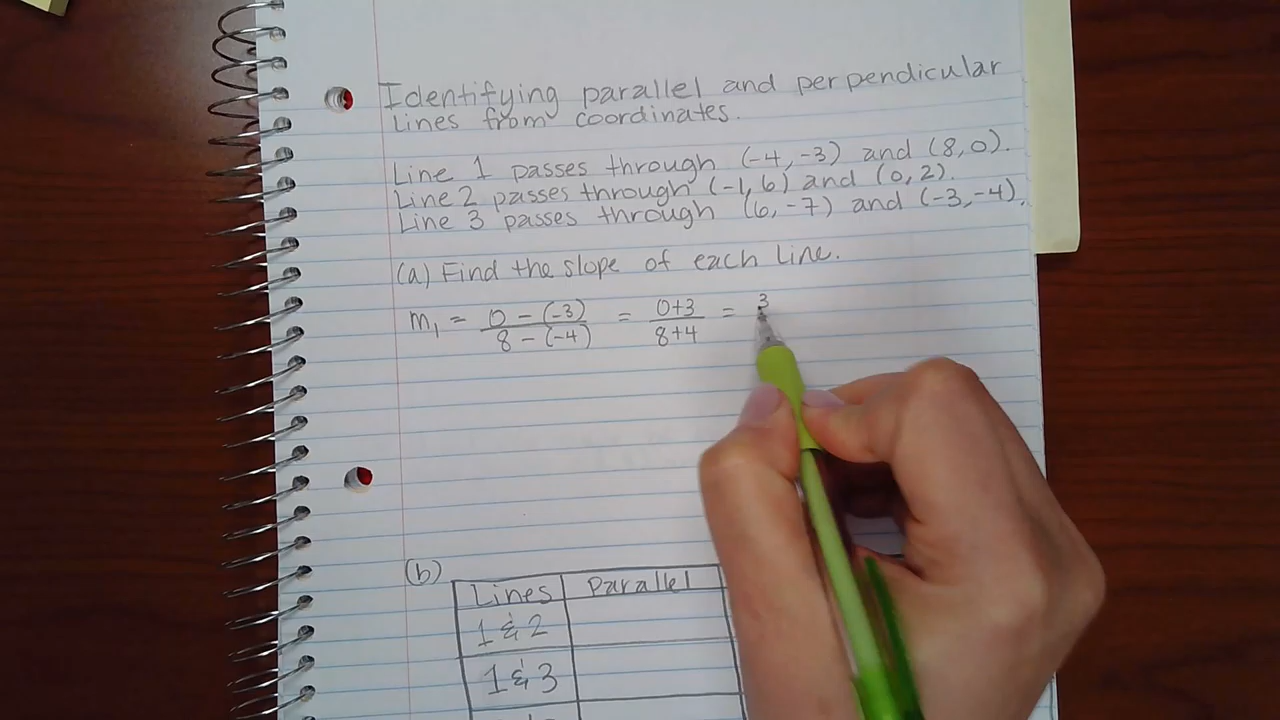 Identifying parallel and perpendicular
lines from coordinates.
Line 1 passes through (-4,-3) and (8,0).
Line 2 passes through (-1,6) and (0,2).
Line 3 passes through (6,-7) and (-3,-4).
(a) Find the slope of each line.
m₁ = 0-(-3)/8-(-4) = 0+3/8+4 = 3
(b)
Lines Parallel
1 & 2
1 & 3